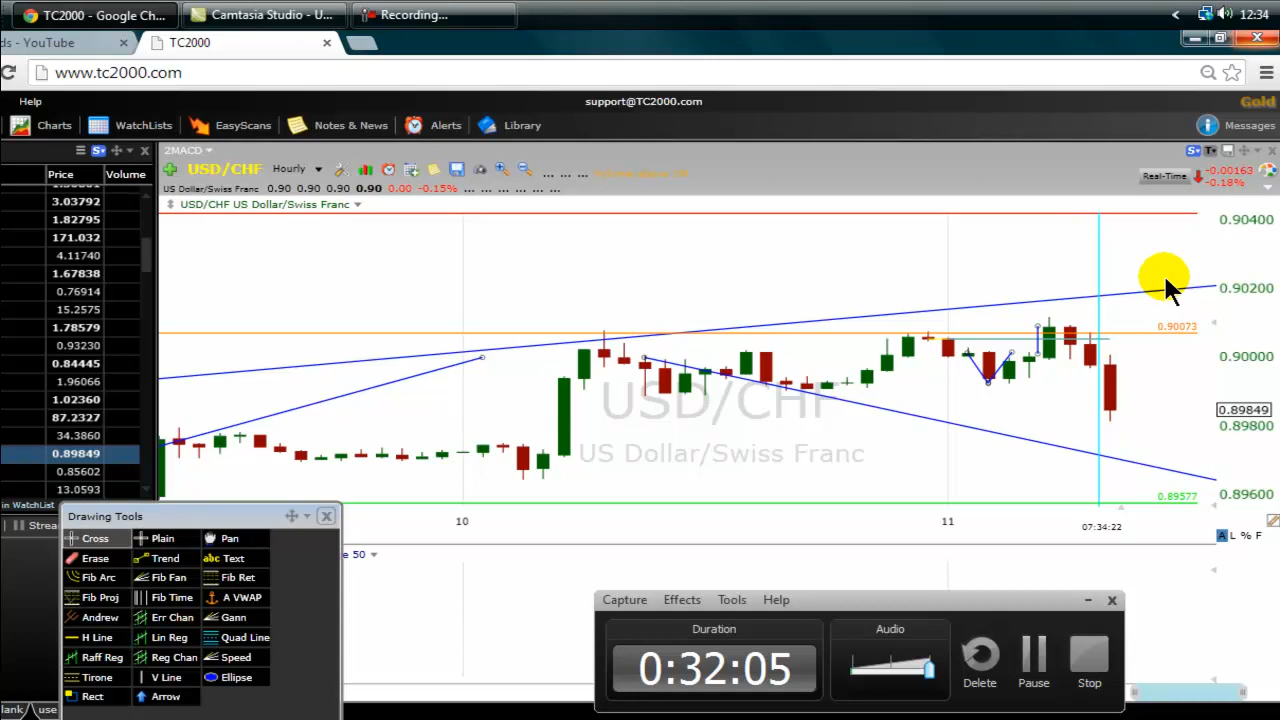 TC2000 - Google Ch...
Camtasia Studio - U...
Recording...
12:34
ds - YouTube
TC2000
www.tc2000.com
Help
support@TC2000.com
Gold
Charts
WatchLists
EasyScans
Notes & News
Alerts
Library
Messages
2MACD
Price Volume
USD/CHF Hourly
Real-Time
-0.00163
-0.18%
US Dollar/Swiss Franc 0.90 0.90 0.90 0.90 0.00 -0.15%
USD/CHF US Dollar/Swiss Franc
3.03792
1.82795
171.032
4.11740
1.67838
0.76914
15.2575
1.78579
0.93230
0.84445
1.96066
1.02360
87.2327
34.3860
0.89849
0.85602
13.0593
0.90400
0.90200
0.90073
0.90000
0.89849
0.89800
0.89600
0.89577
USD/CHF
US Dollar/Swiss Franc
10
11
07:34:22
A L % F
in WatchList
Strea
e 50
Drawing Tools
Cross Plain Pan
Erase Trend abc Text
Fib Arc Fib Fan Fib Ret
Fib Proj Fib Time A VWAP
Andrew Err Chan Gann
H Line Lin Reg Quad Line
Raff Reg Reg Chan Speed
Tirone V Line Ellipse
Rect Arrow
lank use
Capture Effects Tools Help
Duration
0:32:05
Audio
Delete
Pause
Stop